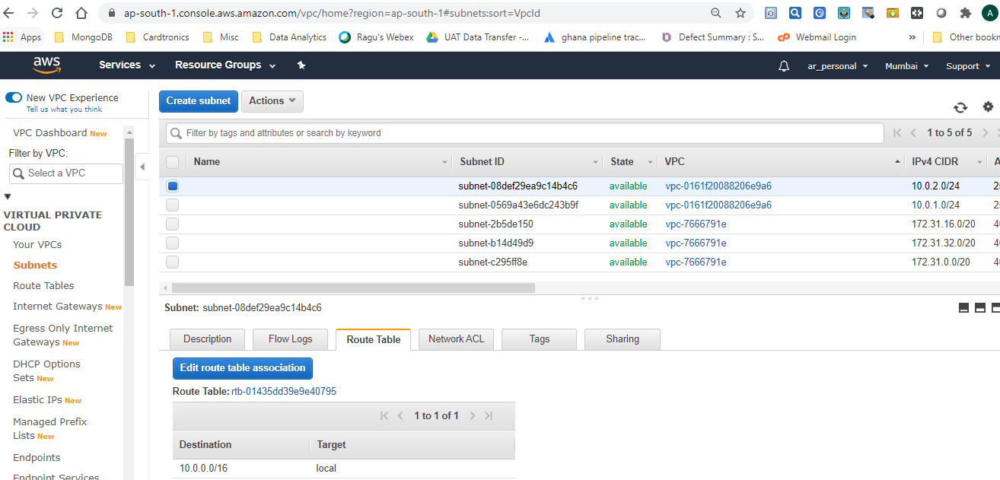 ap-south-1.console.aws.amazon.com/vpc/home?region=ap-south-1#subnets:sort=VpcId
A
Apps MongoDB Cardtronics Misc Data Analytics Ragu's Webex UAT Data Transfer -... ghana pipeline trac... Defect Summary : S... cP Webmail Login » Other bookm
aws Services Resource Groups ar_personal Mumbai Support
New VPC Experience
Tell us what you think
VPC Dashboard New
Filter by VPC:
Select a VPC
VIRTUAL PRIVATE
CLOUD
Your VPCs
Subnets
Route Tables
Internet Gateways New
Egress Only Internet
Gateways New
DHCP Options
Sets New
Elastic IPs New
Managed Prefix
Lists New
Endpoints
Endpoint Services
Create subnet Actions
Filter by tags and attributes or search by keyword 1 to 5 of 5
Name Subnet ID State VPC IPv4 CIDR A
subnet-08def29ea9c14b4c6 available vpc-0161f20088206e9a6 10.0.2.0/24 2
subnet-0569a43e6dc243b9f available vpc-0161f20088206e9a6 10.0.1.0/24 2
subnet-2b5de150 available vpc-7666791e 172.31.16.0/20 4
subnet-b14d49d9 available vpc-7666791e 172.31.32.0/20 4
subnet-c295ff8e available vpc-7666791e 172.31.0.0/20 4
Subnet: subnet-08def29ea9c14b4c6
Description Flow Logs Route Table Network ACL Tags Sharing
Edit route table association
Route Table: rtb-01435dd39e9e40795
1 to 1 of 1
Destination Target
10.0.0.0/16 local